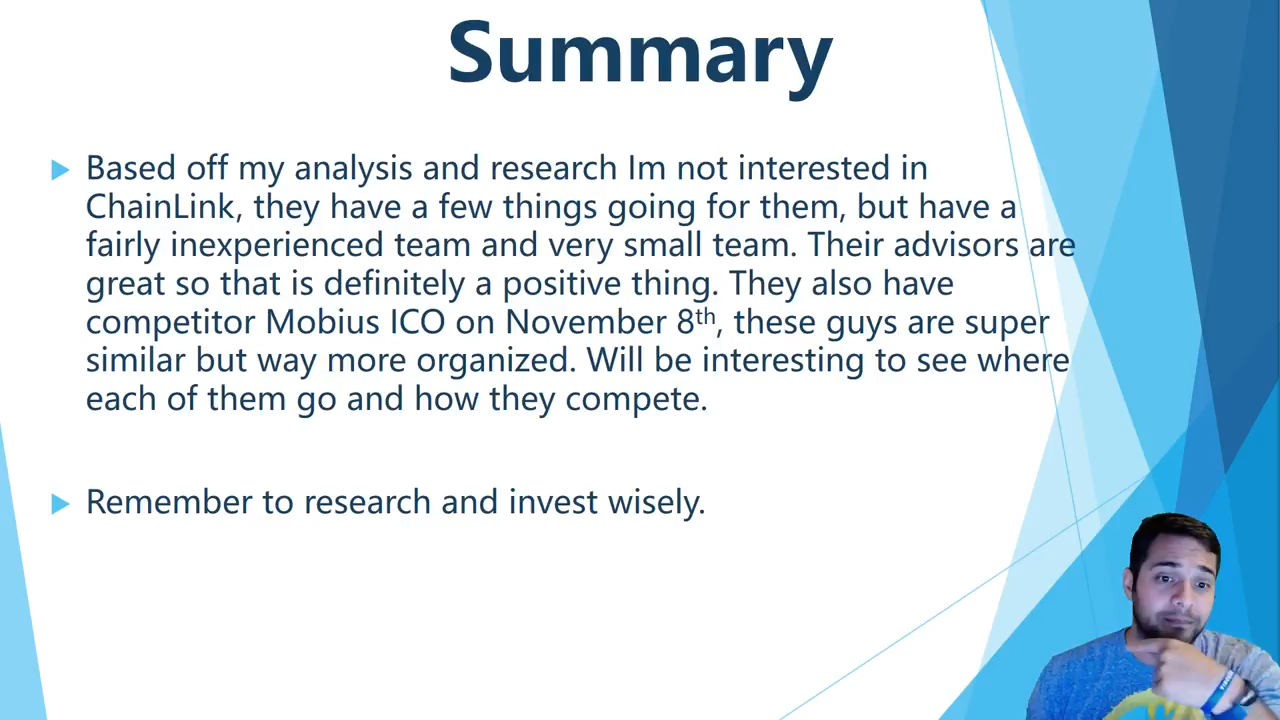 Summary
Based off my analysis and research Im not interested in
ChainLink, they have a few things going for them, but have a
fairly inexperienced team and very small team. Their advisors are
great so that is definitely a positive thing. They also have
competitor Mobius ICO on November 8th, these guys are super
similar but way more organized. Will be interesting to see where
each of them go and how they compete.
Remember to research and invest wisely.